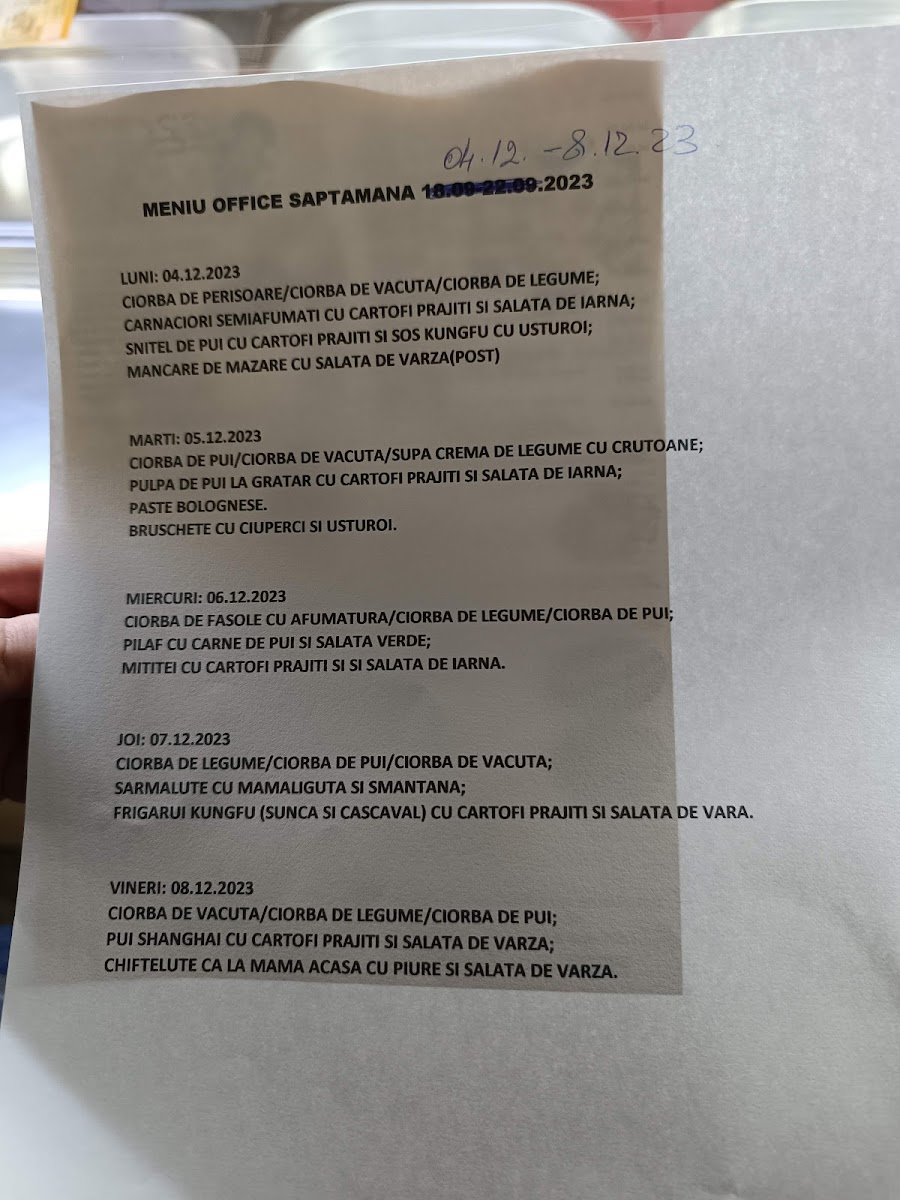 04.12. -8.12.23
MENIU OFFICE SAPTAMANA 18.09-22.09.2023
LUNI: 04.12.2023
CIORBA DE PERISOARE/CIORBA DE VACUTA/CIORBA DE LEGUME;
CARNACIORI SEMIAFUMATI CU CARTOFI PRAJITI SI SALATA DE IARNA;
SNITEL DE PUI CU CARTOFI PRAJITI SI SOS KUNGFU CU USTUROI;
MANCARE DE MAZARE CU SALATA DE VARZA(POST)
MARTI: 05.12.2023
CIORBA DE PUI/CIORBA DE VACUTA/SUPA CREMA DE LEGUME CU CRUTOANE;
PULPA DE PUI LA GRATAR CU CARTOFI PRAJITI SI SALATA DE IARNA;
PASTE BOLOGNESE.
BRUSCHETE CU CIUPERCI SI USTUROI.
MIERCURI: 06.12.2023
CIORBA DE FASOLE CU AFUMATURA/CIORBA DE LEGUME/CIORBA DE PUI;
PILAF CU CARNE DE PUI SI SALATA VERDE;
MITITEI CU CARTOFI PRAJITI SI SI SALATA DE IARNA.
JOI: 07.12.2023
CIORBA DE LEGUME/CIORBA DE PUI/CIORBA DE VACUTA;
SARMALUTE CU MAMALIGUTA SI SMANTANA;
FRIGARUI KUNGFU (SUNCA SI CASCAVAL) CU CARTOFI PRAJITI SI SALATA DE VARA.
VINERI: 08.12.2023
CIORBA DE VACUTA/CIORBA DE LEGUME/CIORBA DE PUI;
PUI SHANGHAI CU CARTOFI PRAJITI SI SALATA DE VARZA;
CHIFTELUTE CA LA MAMA ACASA CU PIURE SI SALATA DE VARZA.